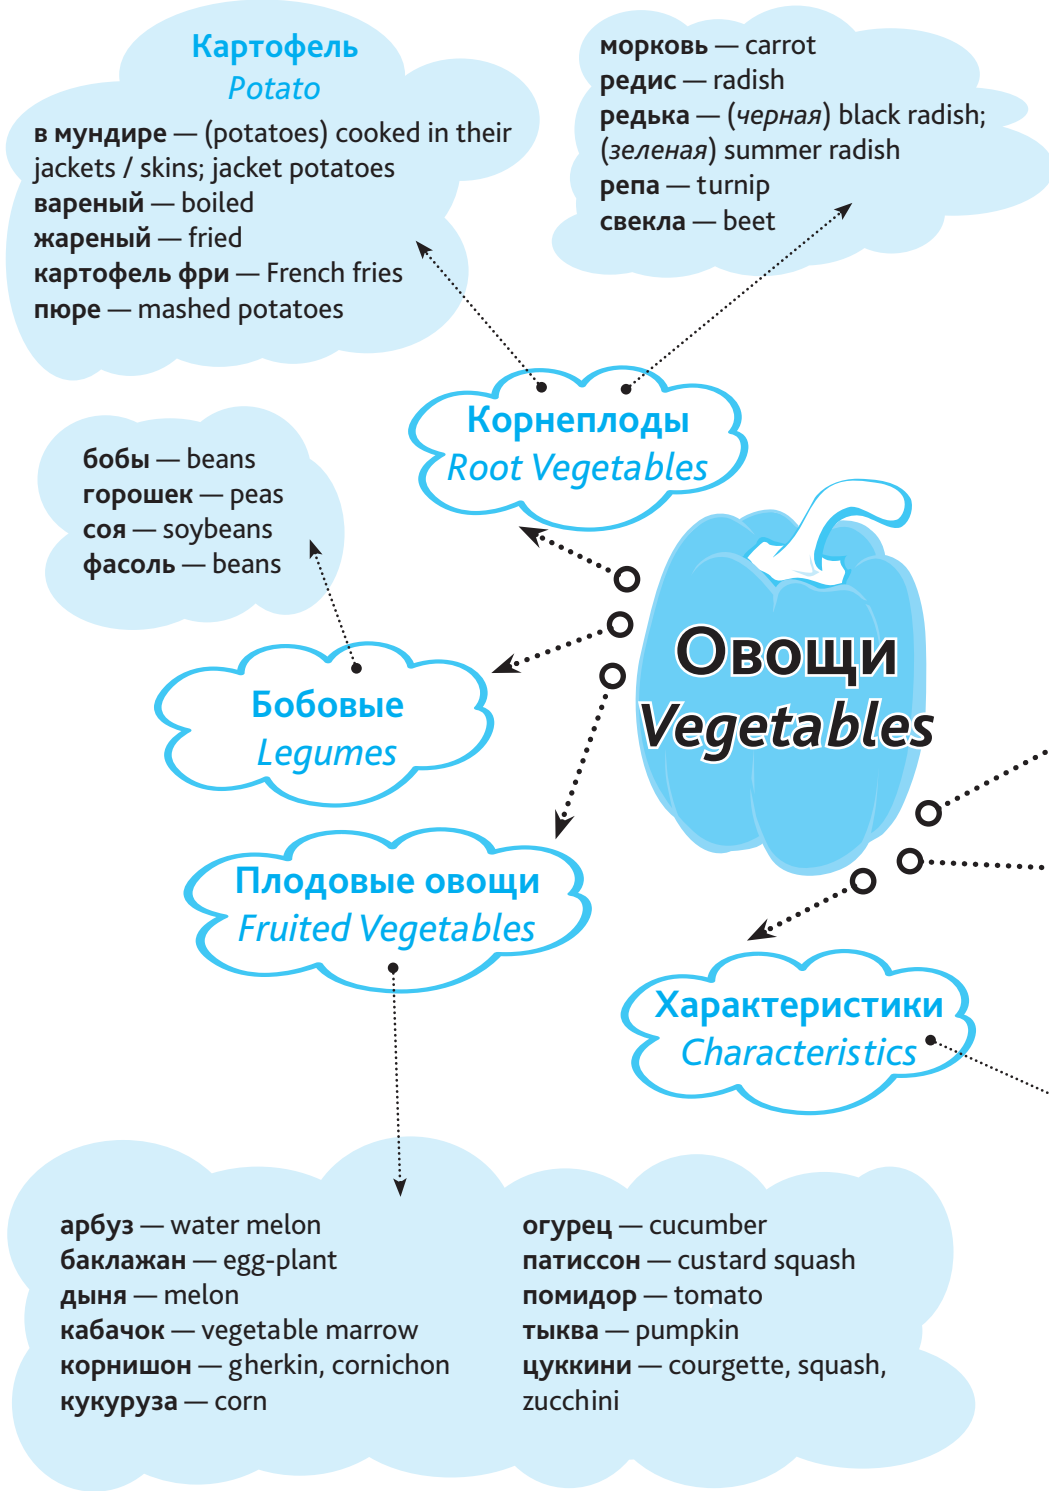 Картофель
Potato
в мундире — (potatoes) cooked in their
jackets / skins; jacket potatoes
вареный — boiled
жареный — fried
картофель фри — French fries
пюре — mashed potatoes
морковь — carrot
редис — radish
редька — (черная) black radish;
(зеленая) summer radish
репа — turnip
свекла — beet
Корнеплоды
Root Vegetables
бобы — beans
горошек — peas
соя — soybeans
фасоль — beans
Овощи
Vegetables
Бобовые
Legumes
Плодовые овощи
Fruited Vegetables
Характеристики
Characteristics
арбуз — water melon
баклажан — egg-plant
дыня — melon
кабачок — vegetable marrow
корнишон — gherkin, cornichon
кукуруза — corn
огурец — cucumber
патиссон — custard squash
помидор — tomato
тыква — pumpkin
цуккини — courgette, squash,
zucchini